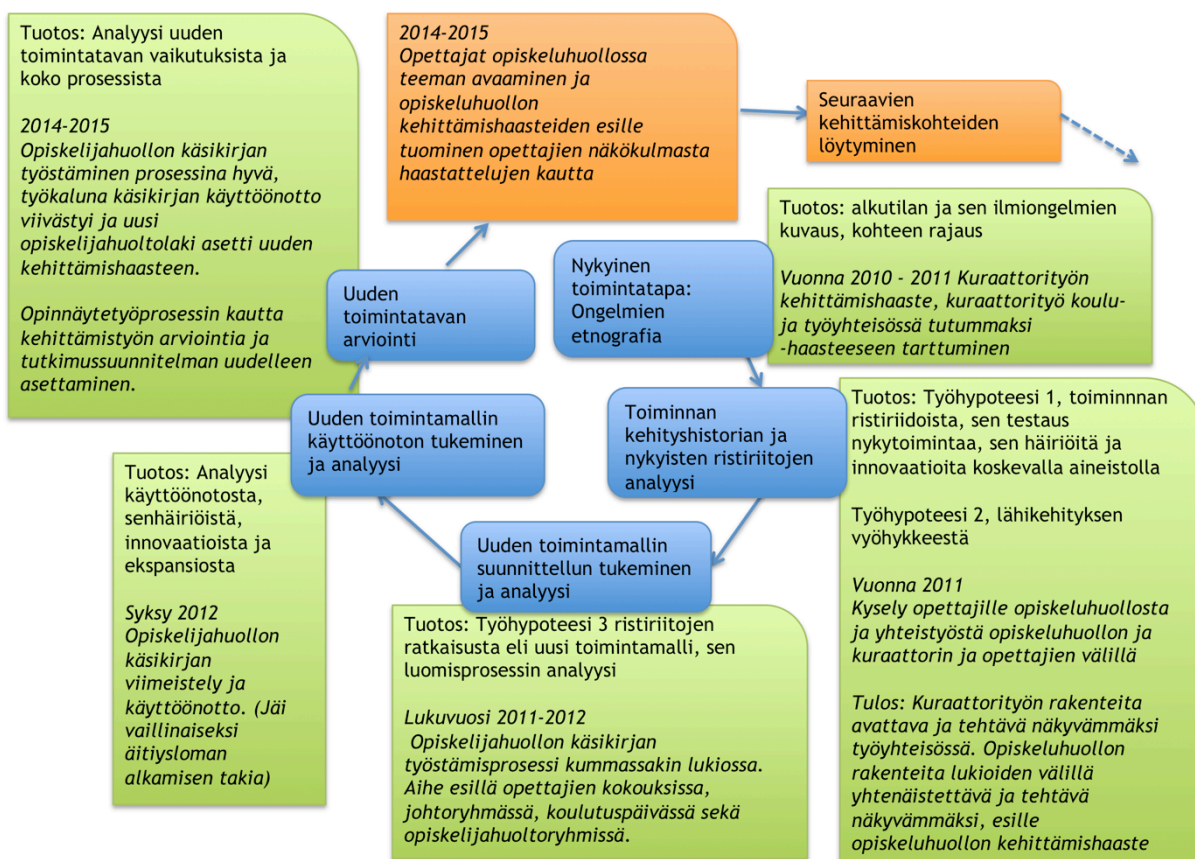 Tuotos: Analyysi uuden
toimintatavan vaikutuksista ja
koko prosessista
2014-2015
Opiskelijahuollon käsikirjan
työstäminen prosessina hyvä,
työkaluna käsikirjan käyttöönotto
viivästyi ja uusi
opiskelijahuoltolaki asetti uuden
kehittämishaasteen.
Opinnäytetyöprosessin kautta
kehittämistyön arviointia ja
tutkimussuunnitelman uudelleen
asettaminen.
2014-2015
Opettajat opiskeluhuollossa
teeman avaaminen ja
opiskeluhuollon
kehittämishaasteiden esille
tuominen opettajien näkökulmasta
haastattelujen kautta
Seuraavien
kehittämiskohteiden
löytyminen
Tuotos: alkutilan ja sen ilmiongelmien
kuvaus, kohteen rajaus
Vuonna 2010 - 2011 Kuraattorityön
kehittämishaaste, kuraattorityö koulu-
ja työyhteisössä tutummaksi
-haasteeseen tarttuminen
Nykyinen
toimintatapa:
Ongelmien
etnografia
Uuden
toimintatavan
arviointi
Toiminnan
kehityshistorian ja
nykyisten ristiriitojen
analyysi
Uuden toimintamallin
käyttöönoton tukeminen
ja analyysi
Uuden toimintamallin
suunnittellun tukeminen
ja analyysi
Tuotos: Työhypoteesi 1, toiminnnan
ristiriidoista, sen testaus
nykytoimintaa, sen häiriöitä ja
innovaatioita koskevalla aineistolla
Työhypoteesi 2, lähikehityksen
vyöhykkeestä
Vuonna 2011
Kysely opettajille opiskeluhuollosta
ja yhteistyöstä opiskeluhuollon ja
kuraattorin ja opettajien välillä
Tulos: Kuraattorityön rakenteita
avattava ja tehtävä näkyvämmäksi
työyhteisössä. Opiskeluhuollon
rakenteita lukioiden välillä
yhtenäistettävä ja tehtävä
näkyvämmäksi, esille
opiskeluhuollon kehittämishaaste
Tuotos: Analyysi
käyttöönotosta,
senhäiriöistä,
innovaatioista ja
ekspansiosta
Syksy 2012
Opiskelijahuollon
käsikirjan
viimeistely ja
käyttöönotto. (Jäi
vaillinaiseksi
äitiysloman
alkamisen takia)
Tuotos: Työhypoteesi 3 ristiriitojen
ratkaisusta eli uusi toimintamalli, sen
luomisprosessin analyysi
Lukuvuosi 2011-2012
Opiskelijahuollon käsikirjan
työstämisprosessi kummassakin lukiossa.
Aihe esillä opettajien kokouksissa,
johtoryhmässä, koulutuspäivässä sekä
opiskelijahuoltoryhmissä.